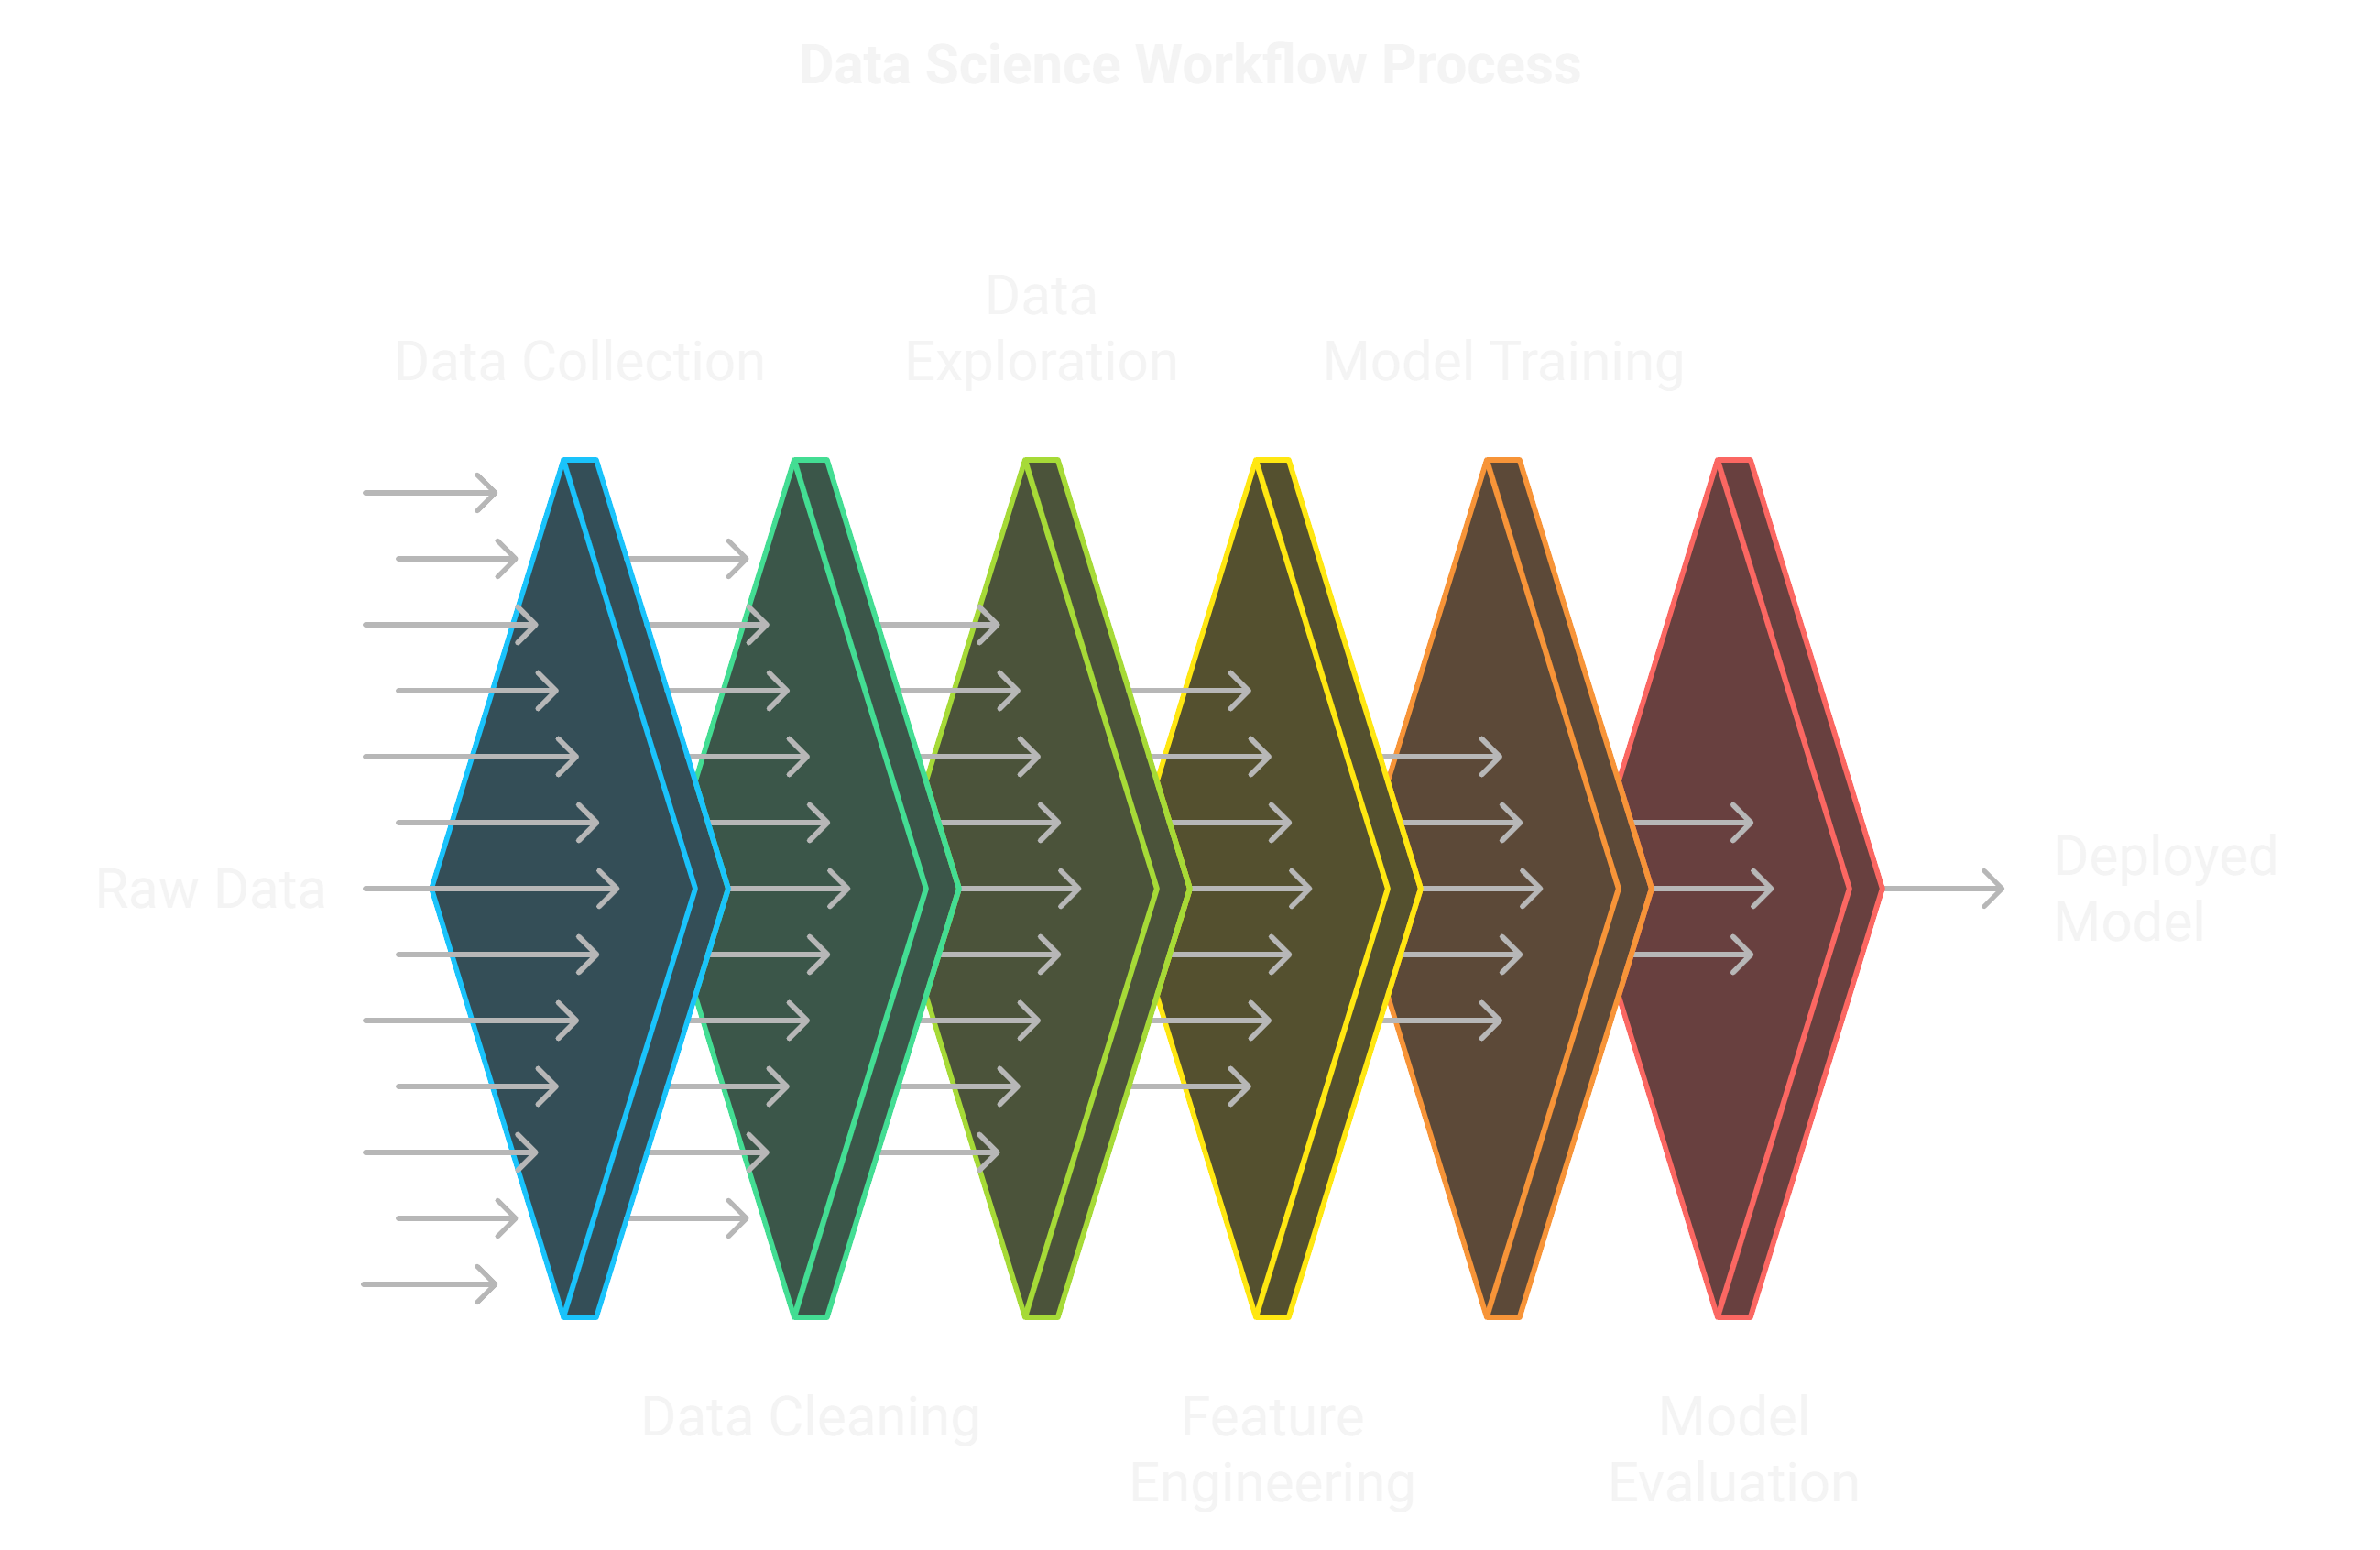 Data Science Workflow Process
Data
Exploration
Data Collection
Model Training
Raw Data
Deployed
Model
Data Cleaning
Feature
Engineering
Model
Evaluation